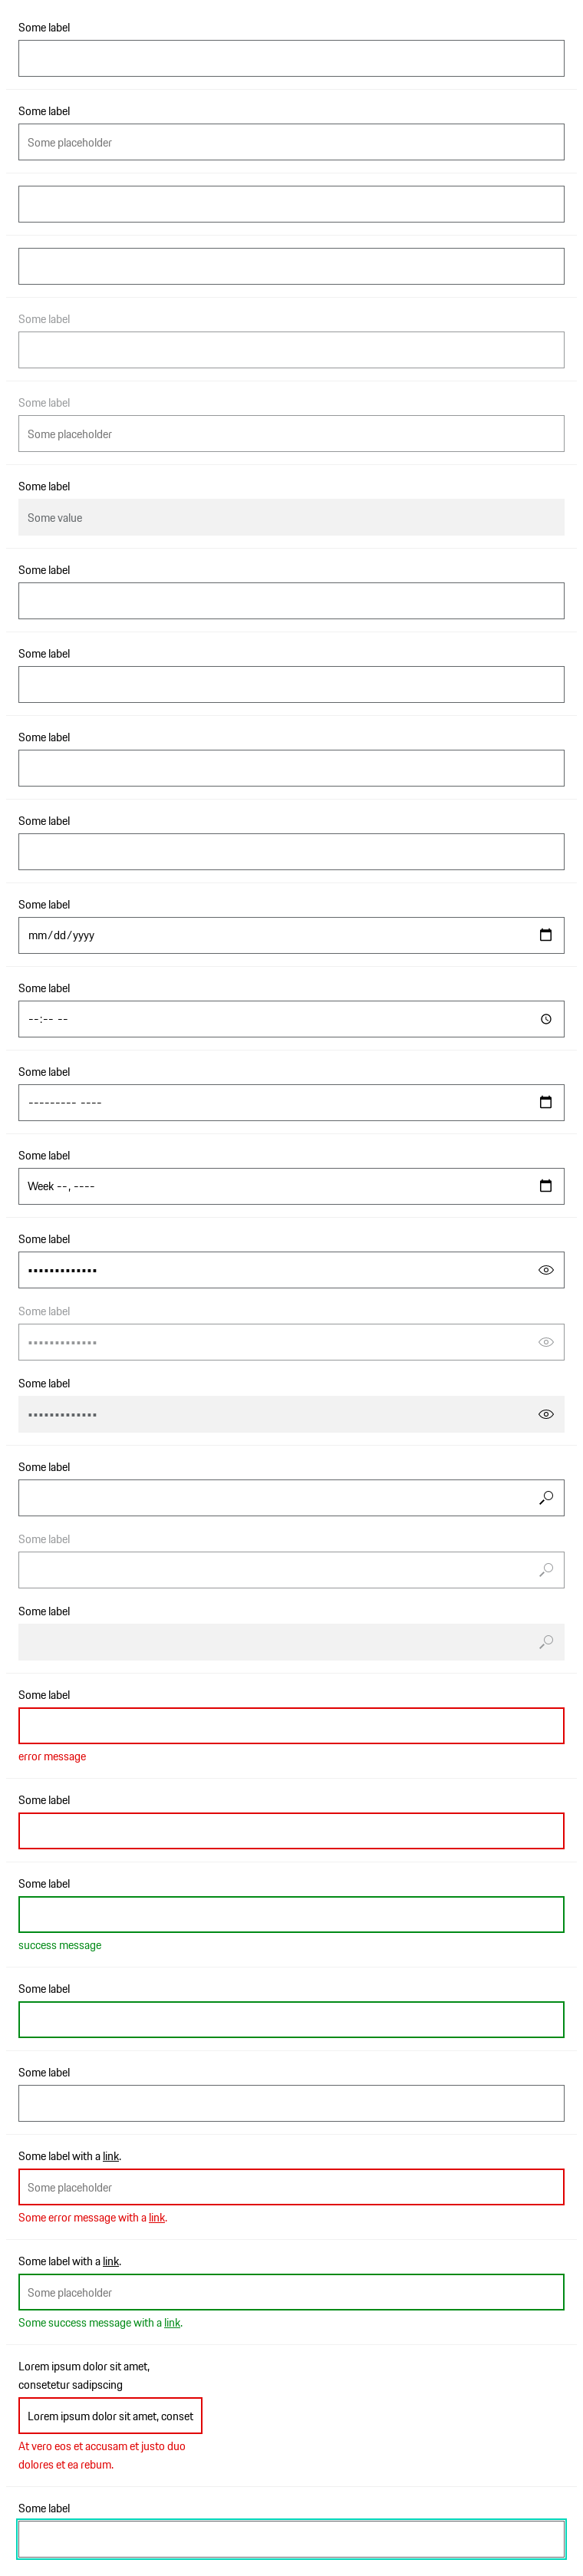 Some label
Some label
Some placeholder
Some label
Some label
Some placeholder
Some label
Some value
Some label
Some label
Some label
Some label
Some label
mm/dd/yyyy
Some label
--:-- --
Some label
--------- ----
Some label
Week --, ----
Some label
•••••••••••••
Some label
•••••••••••••
Some label
•••••••••••••
Some label
Some label
Some label
Some label
error message
Some label
Some label
success message
Some label
Some label
Some label with a link.
Some placeholder
Some error message with a link.
Some label with a link.
Some placeholder
Some success message with a link.
Lorem ipsum dolor sit amet,
consetetur sadipscing
Lorem ipsum dolor sit amet, conset
At vero eos et accusam et justo duo
dolores et ea rebum.
Some label